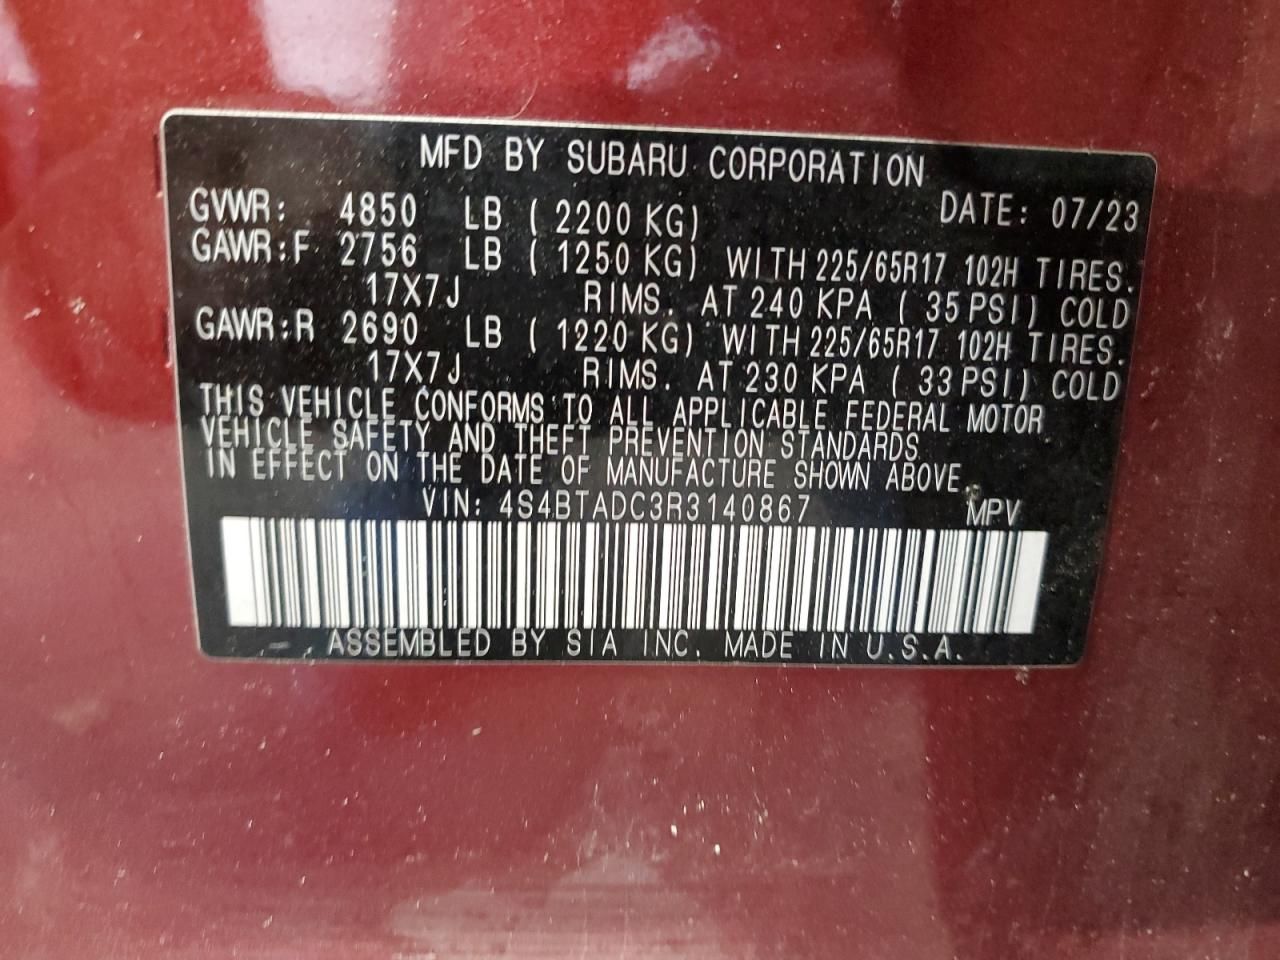 MFD BY SUBARU CORPORATION
DATE: 07/23
GVWR: 4850 LB ( 2200 KG)
GAWR:F 2756 LB ( 1250 KG) WITH 225/65R17 102H TIRES.
17X7J RIMS. AT 240 KPA ( 35 PSI) COLD
GAWR:R 2690 LB ( 1220 KG) WITH 225/65R17 102H TIRES.
17X7J RIMS. AT 230 KPA ( 33 PSI) COLD
THIS VEHICLE CONFORMS TO ALL APPLICABLE FEDERAL MOTOR
VEHICLE SAFETY AND THEFT PREVENTION STANDARDS
IN EFFECT ON THE DATE OF MANUFACTURE SHOWN ABOVE.
VIN: 4S4BTADC3R3140867 MPV
ASSEMBLED BY SIA INC. MADE IN U.S.A.